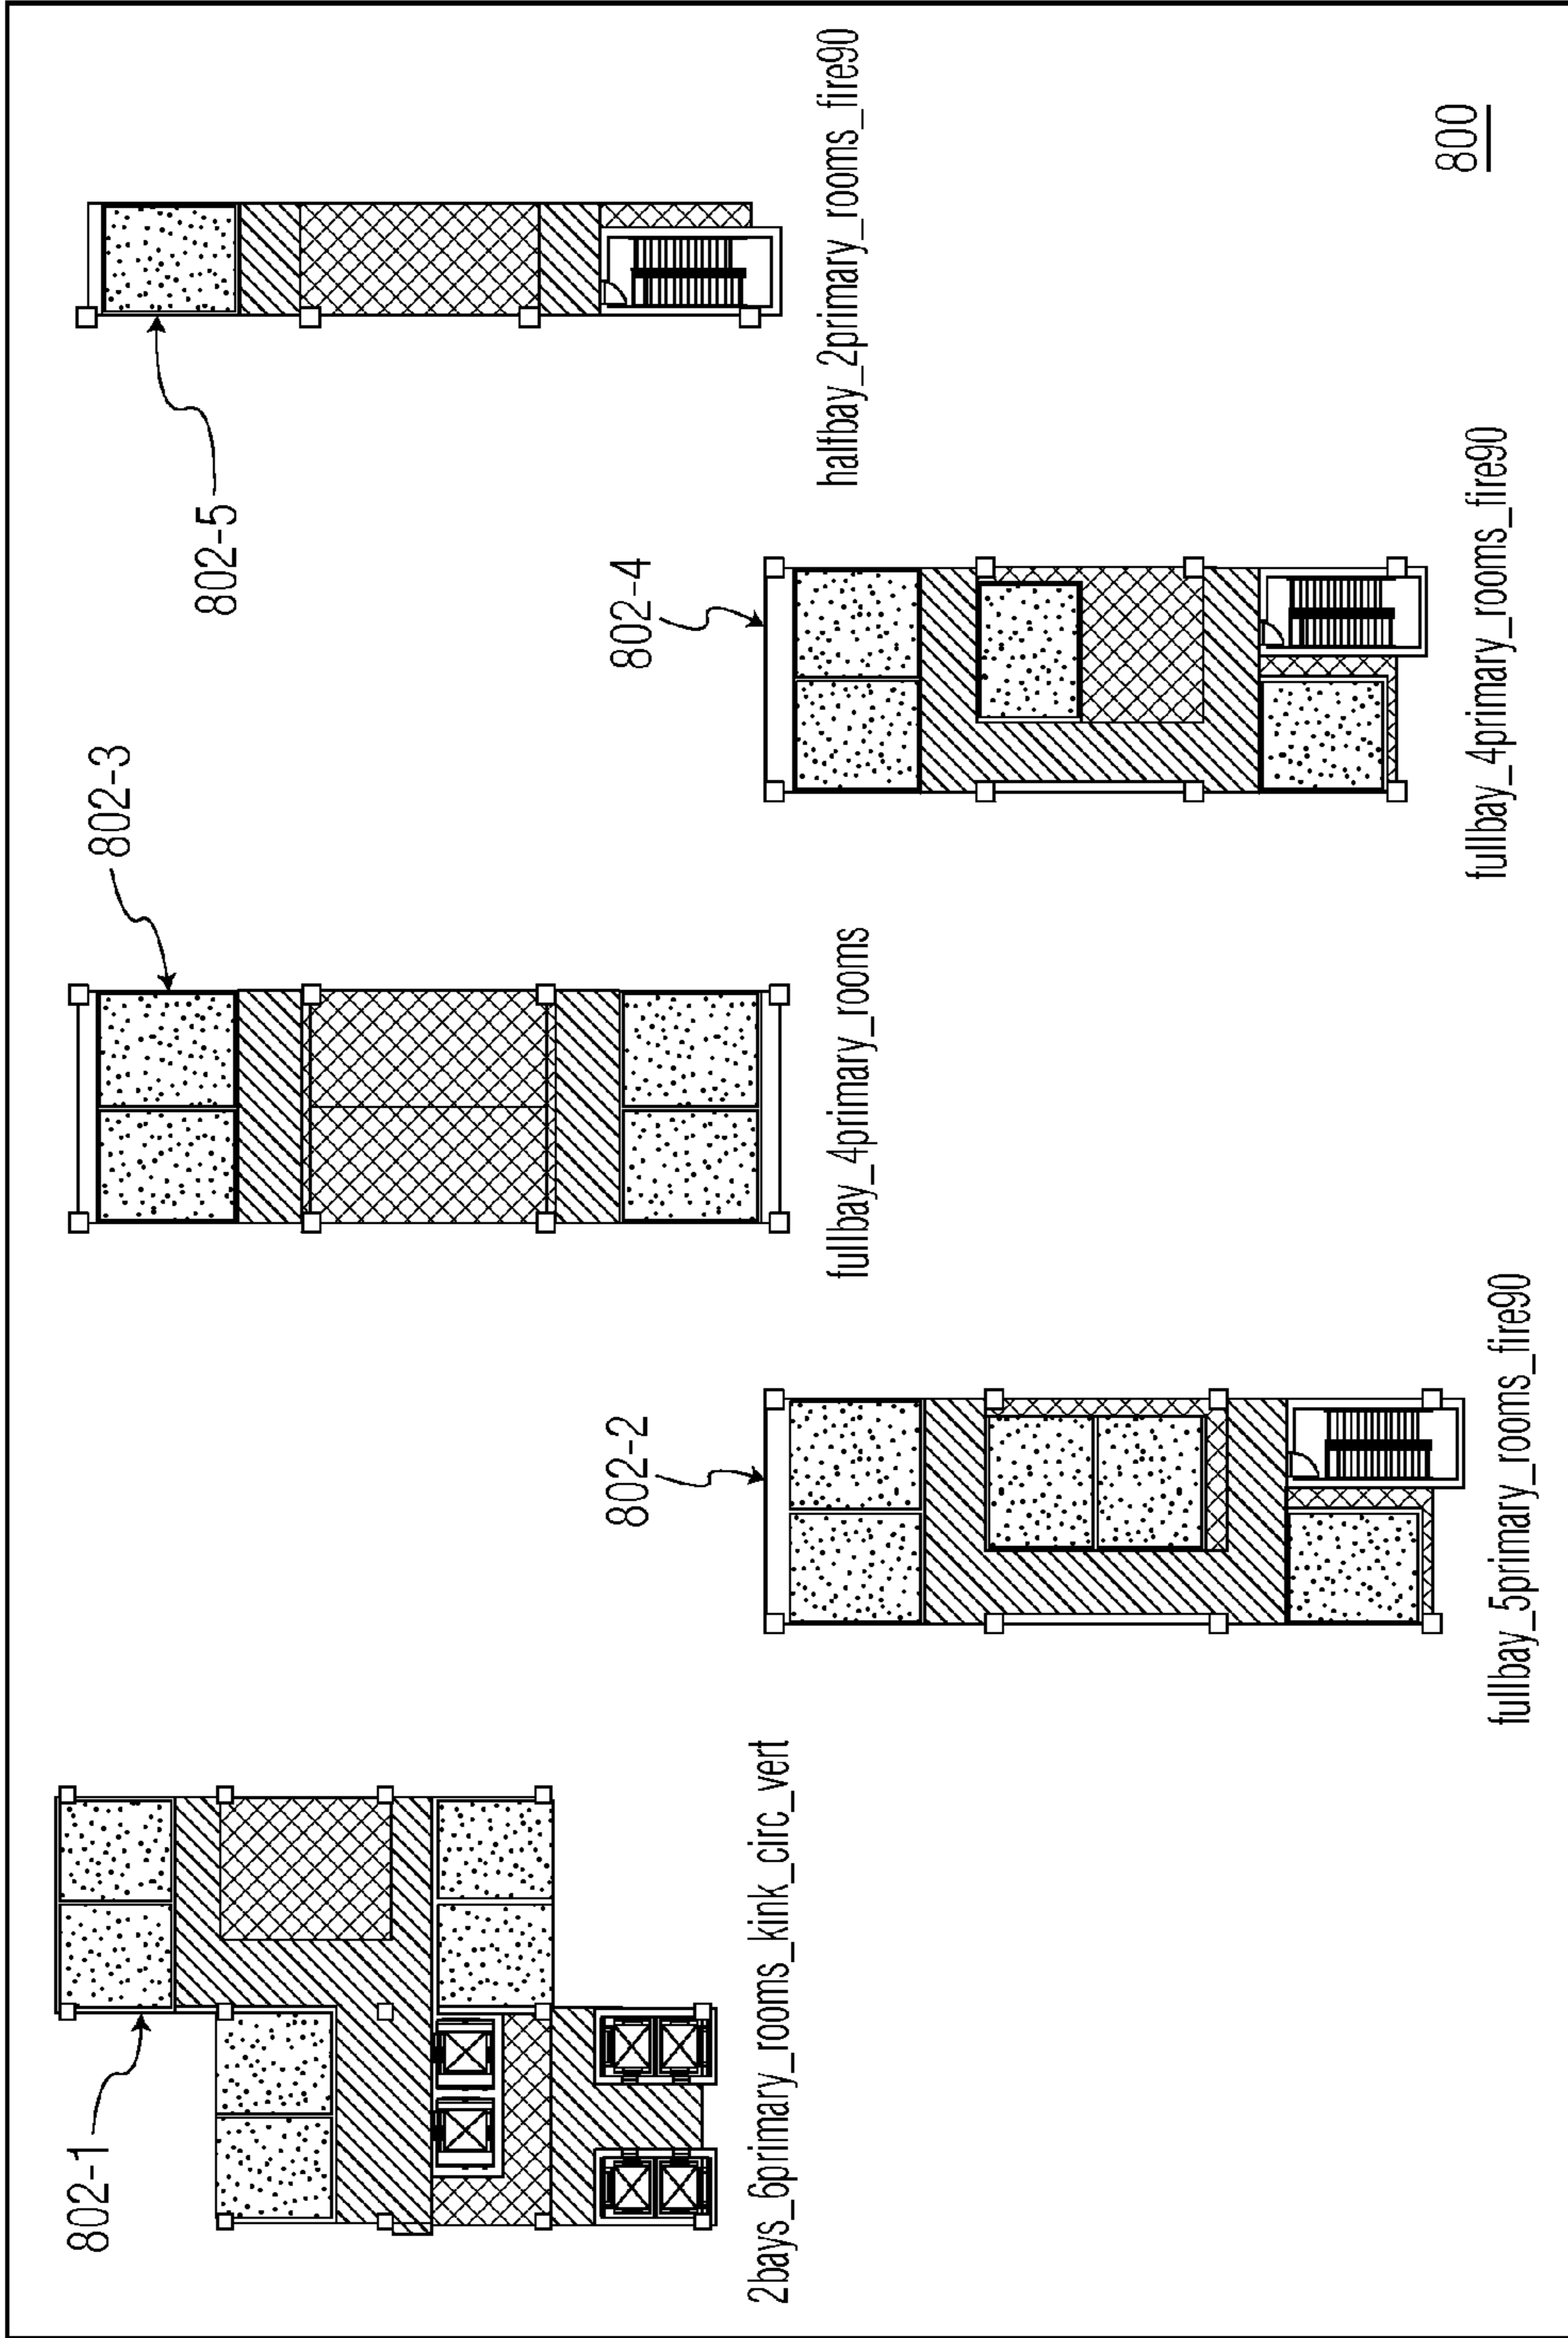 802-1
2bays_6primary_rooms_kink_circ_vert
802-2
fullbay_5primary_rooms_fire90
802-3
fullbay_4primary_rooms
802-4
fullbay_4primary_rooms_fire90
802-5
halfbay_2primary_rooms_fire90
800